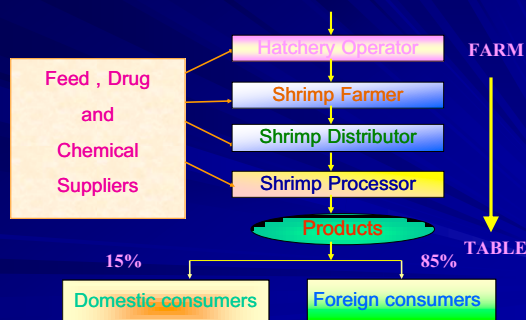 Hatchery Operator
FARM
Feed , Drug
and
Chemical
Suppliers
Shrimp Farmer
Shrimp Distributor
Shrimp Processor
Products
TABLE
15%
85%
Domestic consumers
Foreign consumers